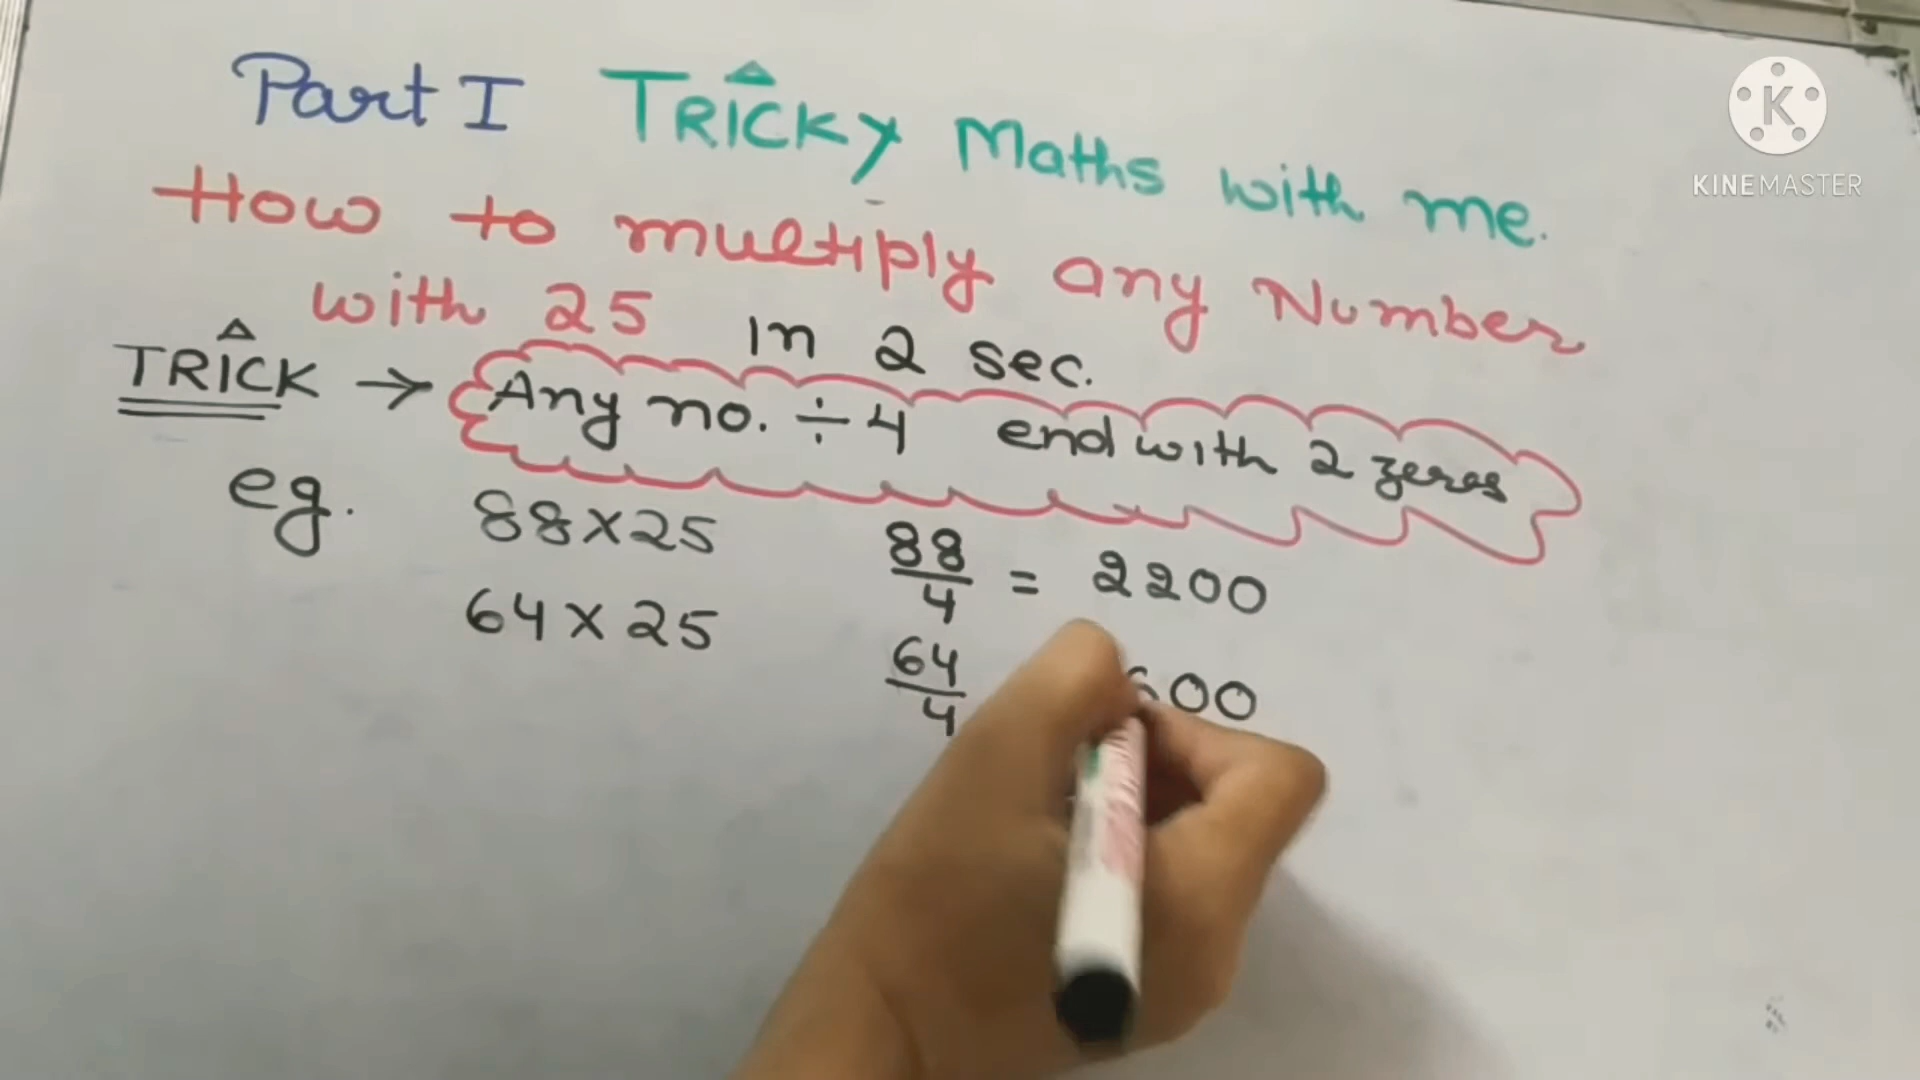 Part I TRICKY Maths with me.
How to multiply any Number
with 25 in 2 sec.
TRICK → Any no. ÷ 4 end with 2 zeros
eg. 88×25 88/4 = 2200
64×25 64/4 600
KINEMASTER